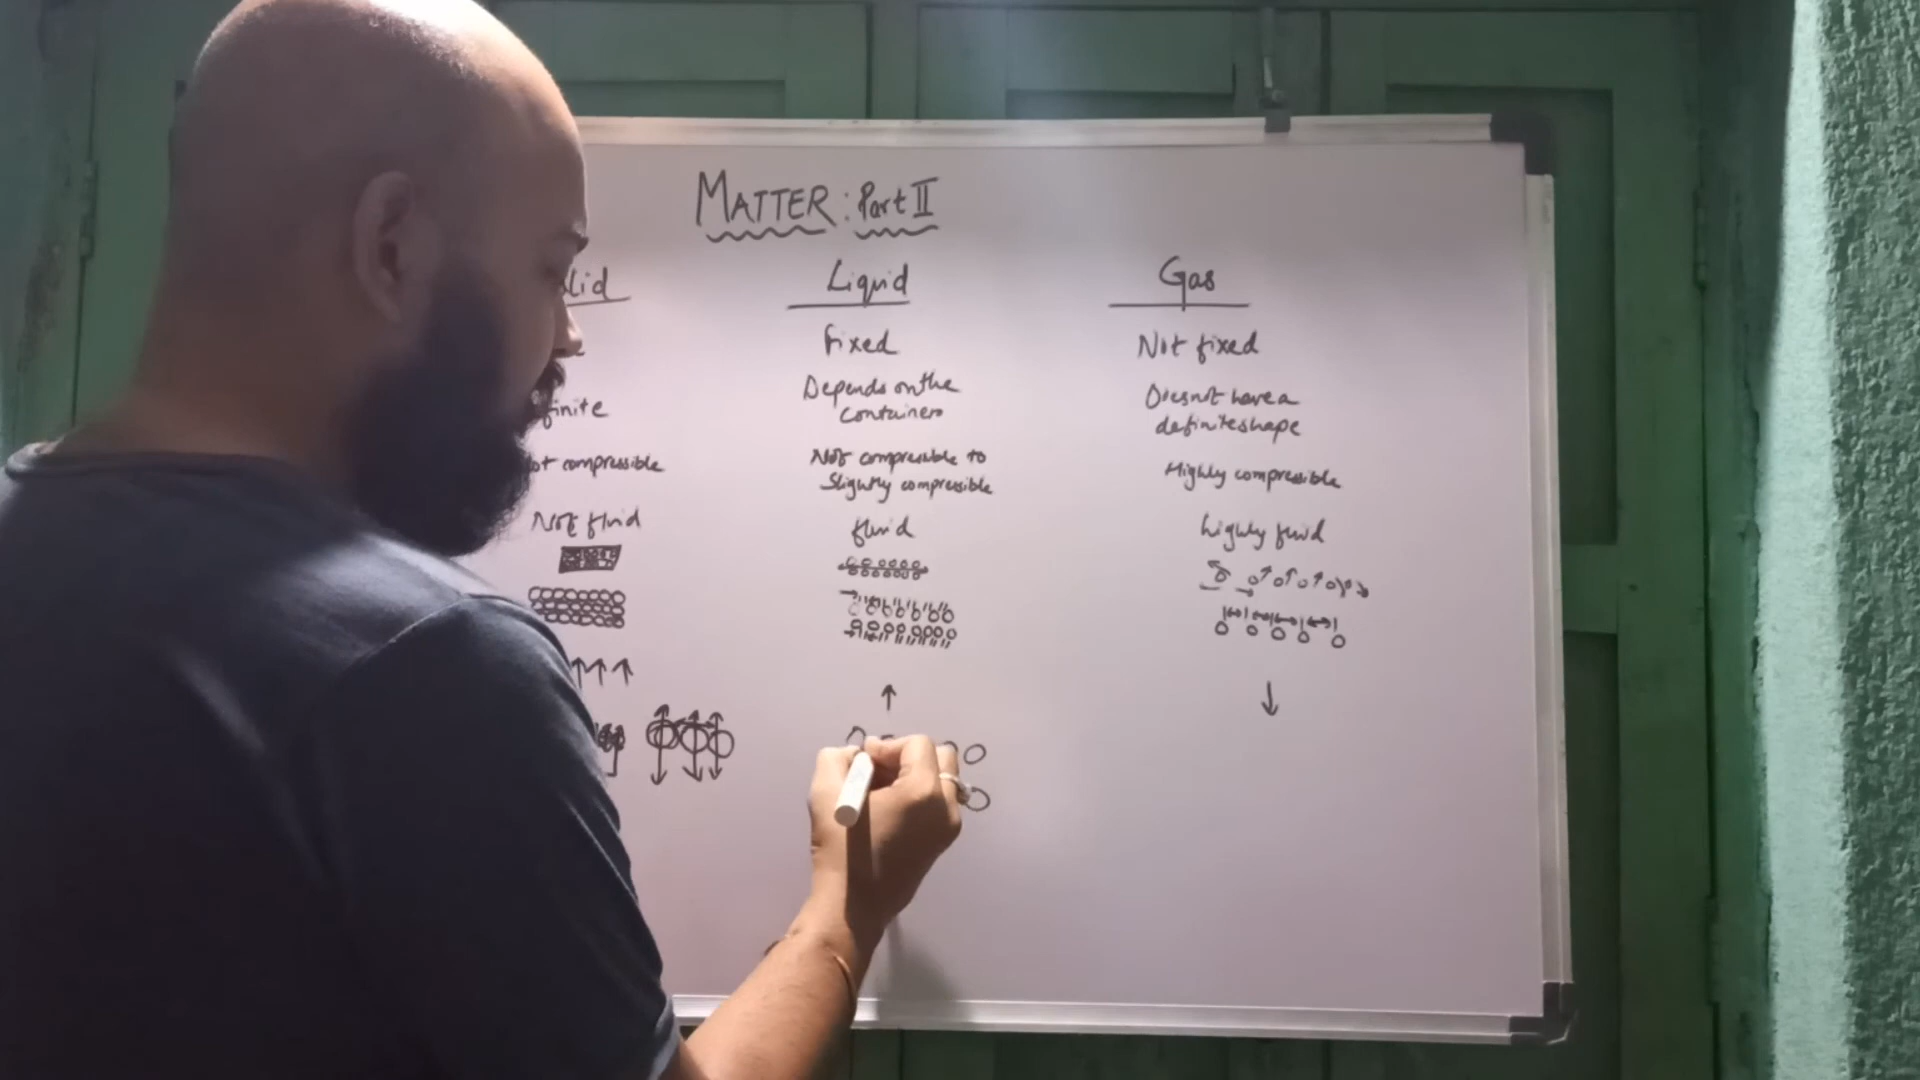 MATTER: Part II
lid Liquid Gas
Fixed Not fixed
finite Depends on the Doesn't have a
containers definite shape
ot compressible Not compressible to Highly compressible
Slightly compressible
Not fluid fluid highly fluid